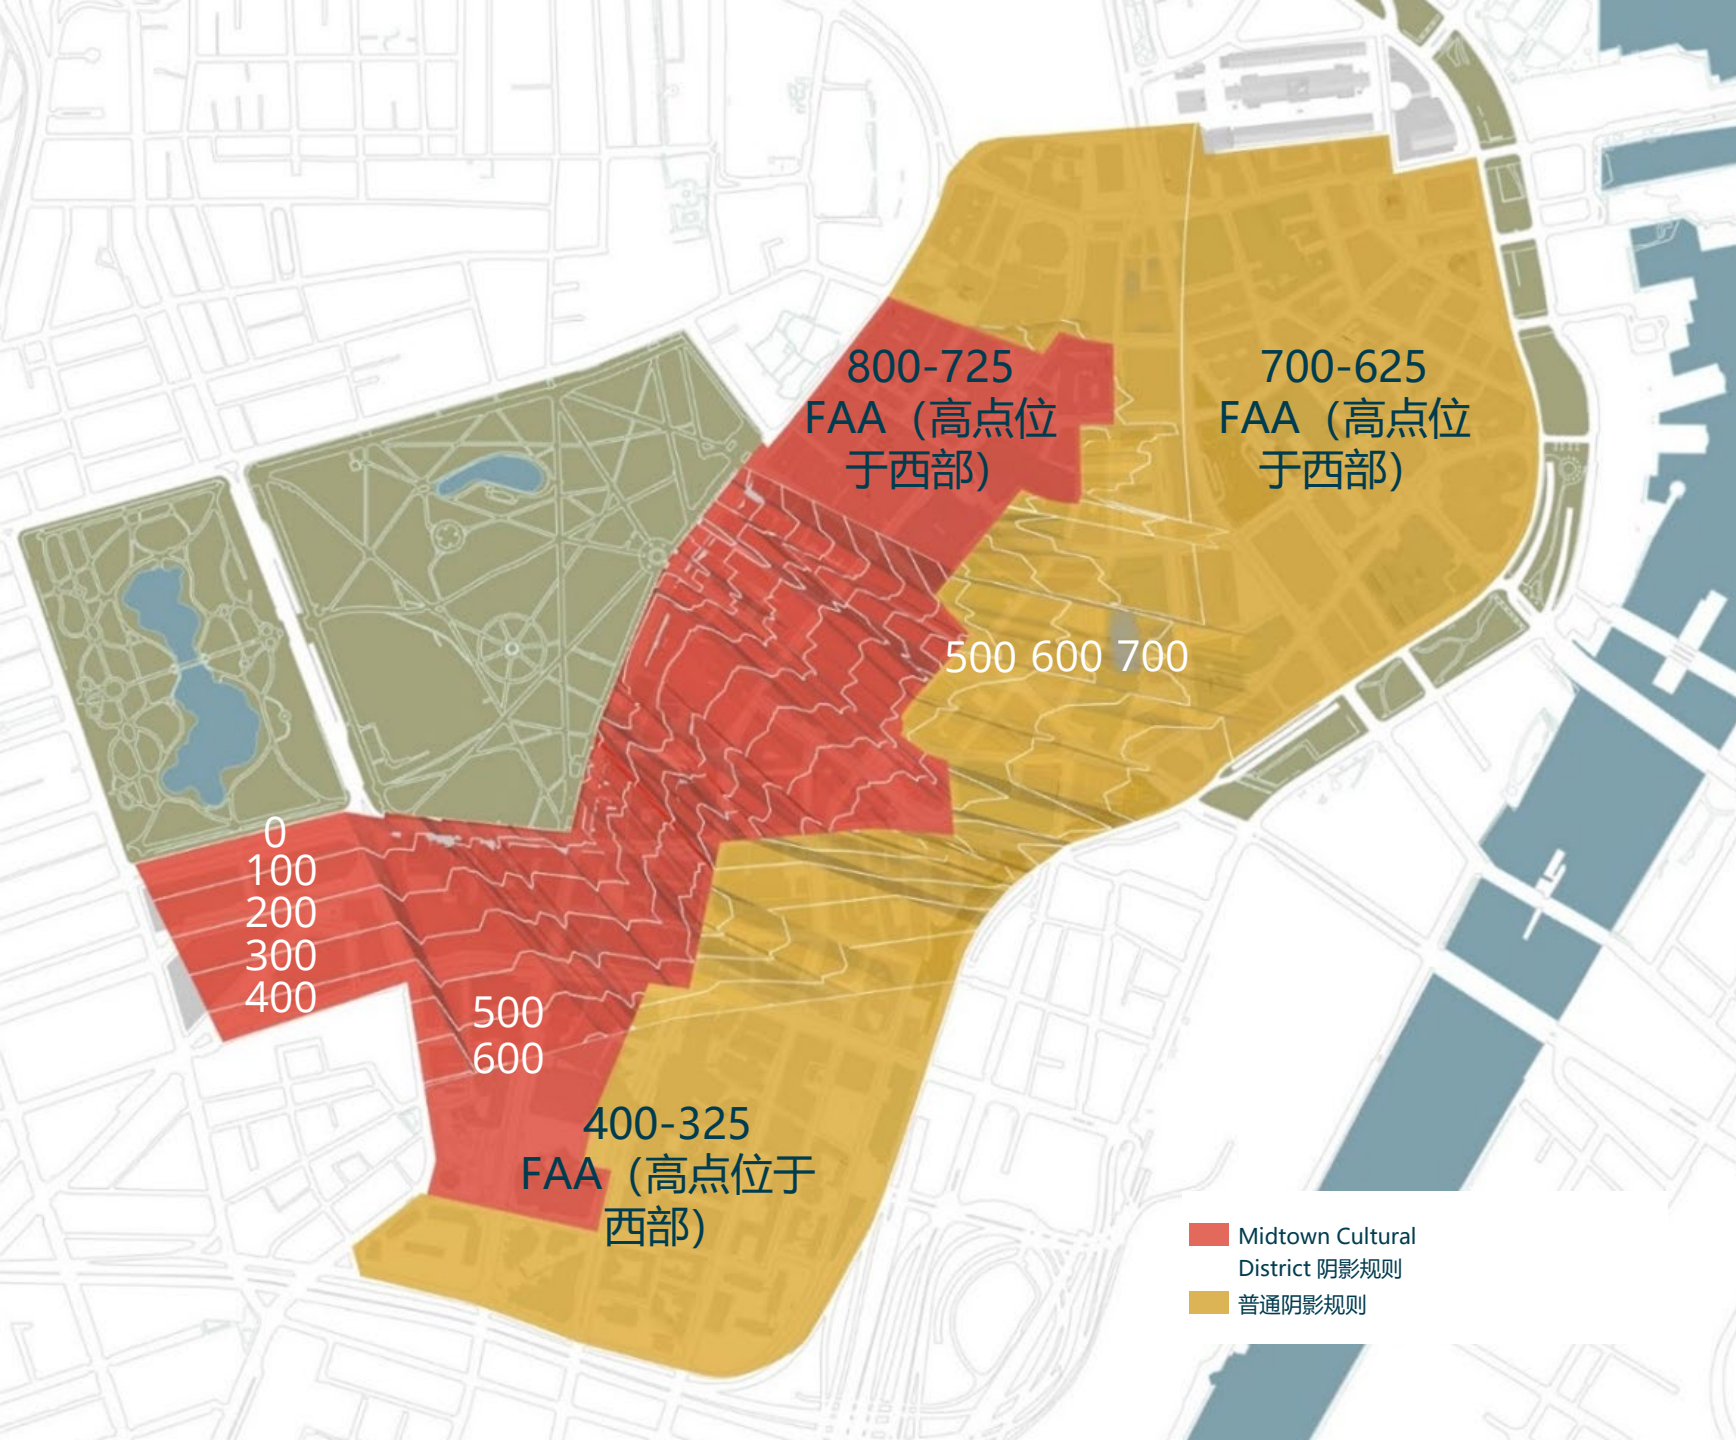 800-725
FAA（高点位
于西部）
700-625
FAA（高点位
于西部）
500 600 700
0
100
200
300
400
500
600
400-325
FAA（高点位于
西部）
Midtown Cultural
District 阴影规则
普通阴影规则